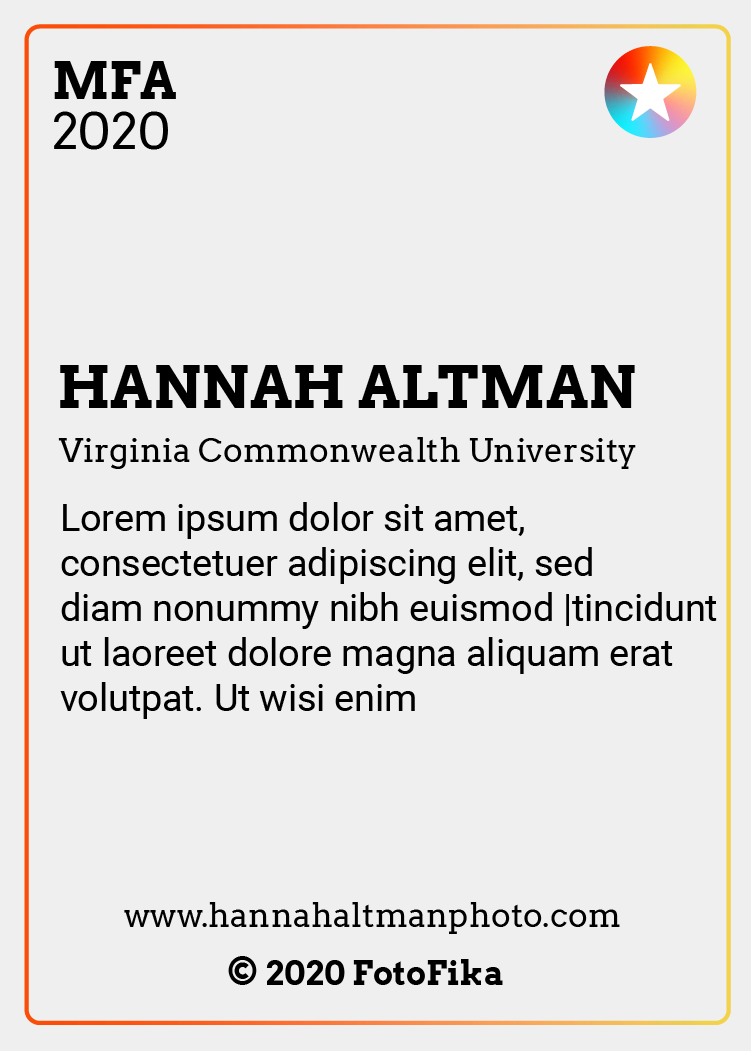 MFA
2020
HANNAH ALTMAN
Virginia Commonwealth University
Lorem ipsum dolor sit amet,
consectetuer adipiscing elit, sed
diam nonummy nibh euismod |tincidunt
ut laoreet dolore magna aliquam erat
volutpat. Ut wisi enim
www.hannahaltmanphoto.com
© 2020 FotoFika